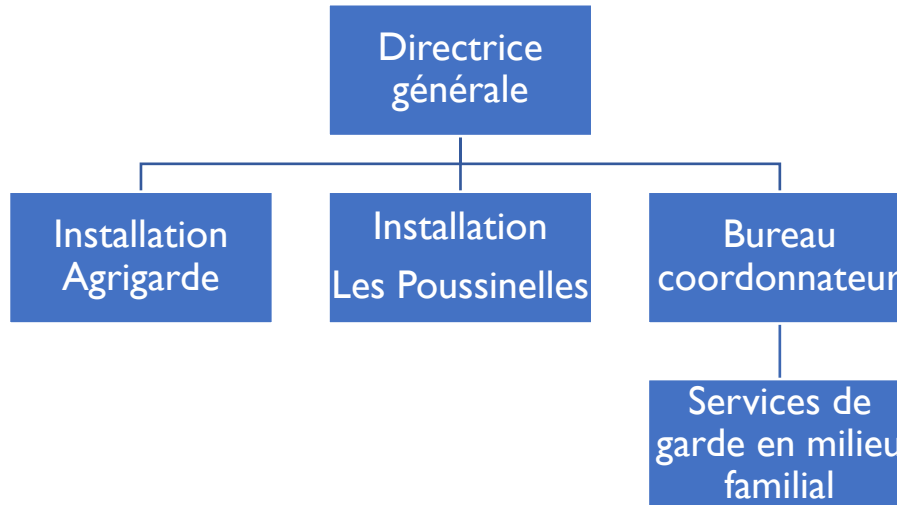 Directrice
générale
Installation
Agrigarde
Installation
Les Poussinelles
Bureau
coordonnateur
Services de
garde en milieu
familial